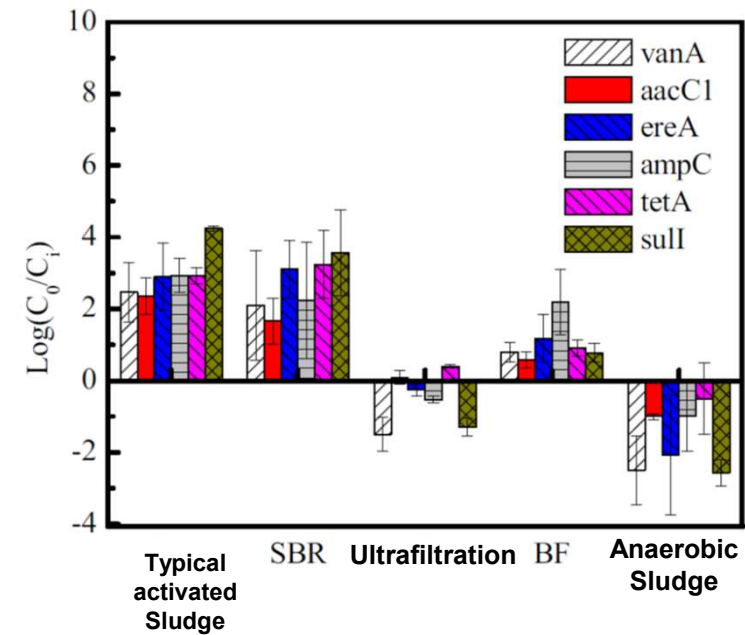 10
8
6
4
2
0
-2
-4
Log(C₀/Cᵢ)
vanA
aacC1
ereA
ampC
tetA
sulI
Typical
activated
Sludge
SBR
Ultrafiltration
BF
Anaerobic
Sludge